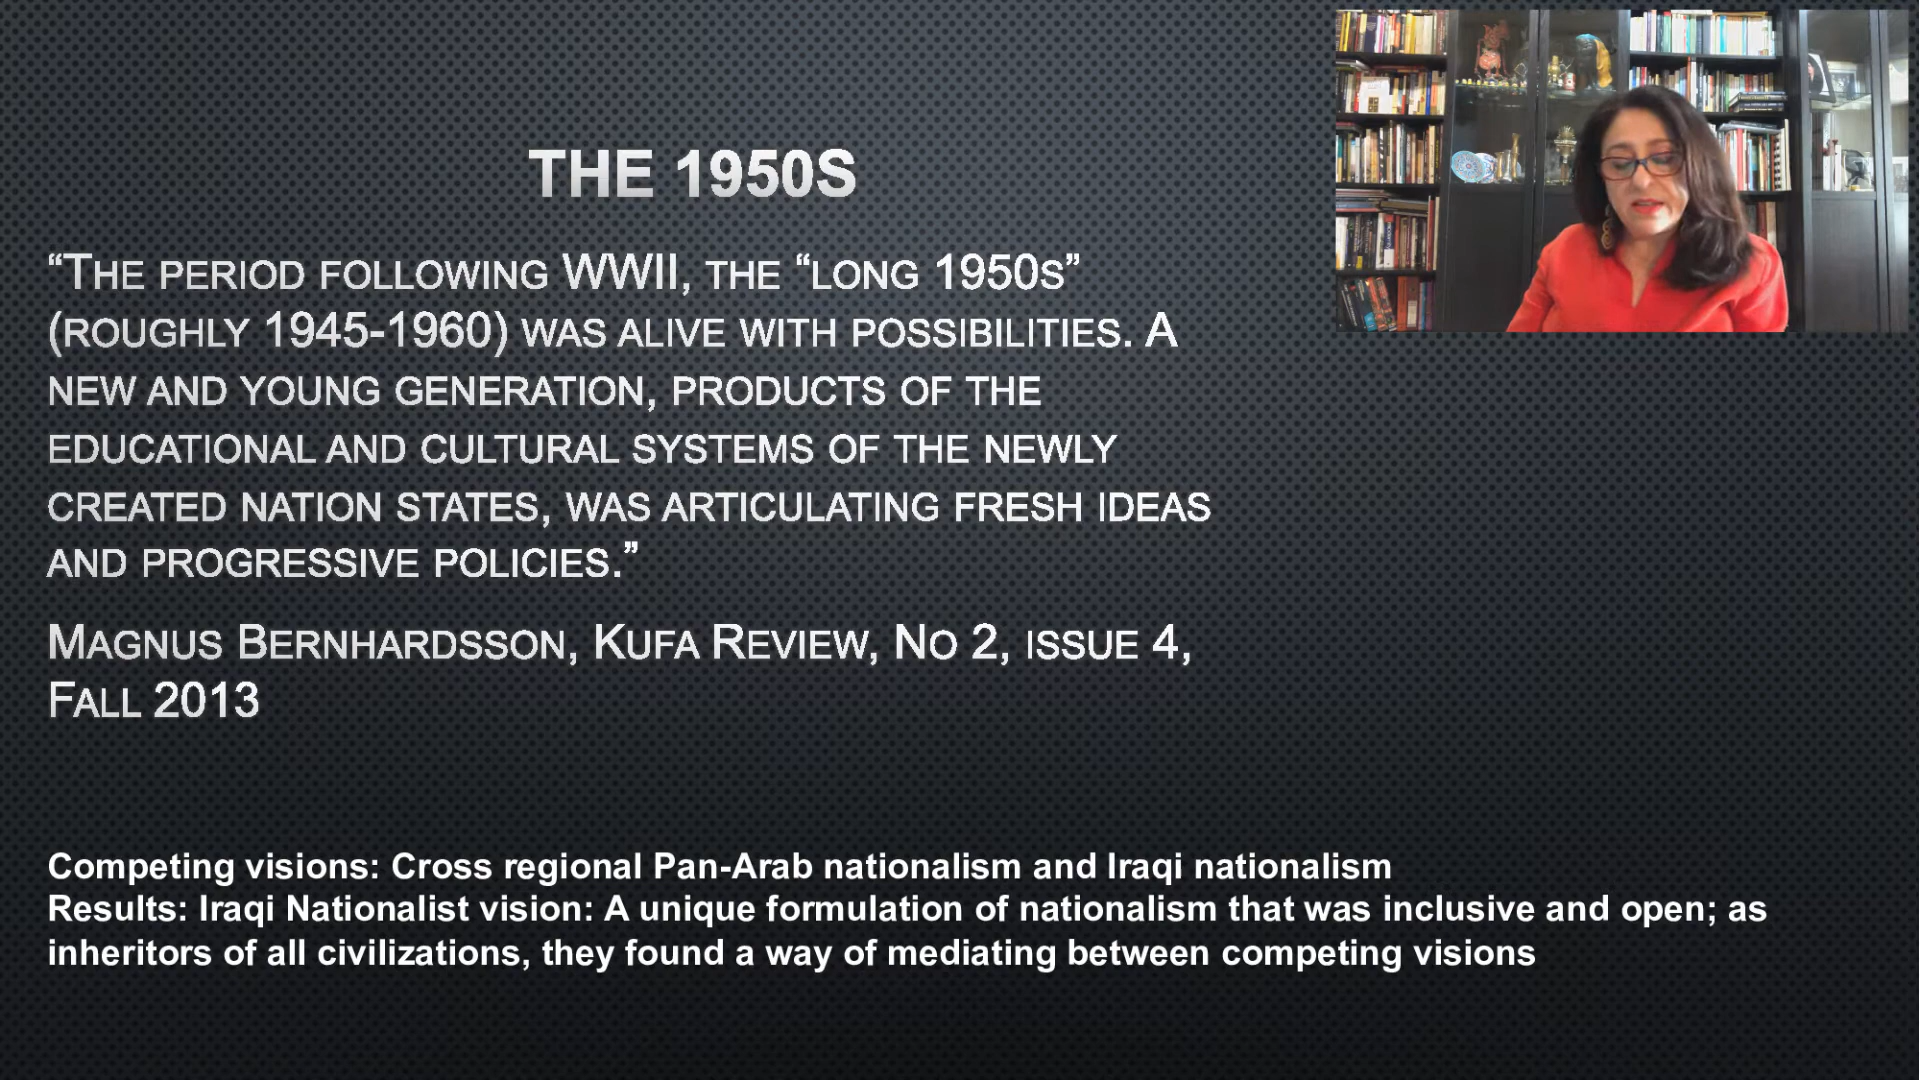 THE 1950S
“THE PERIOD FOLLOWING WWII, THE “LONG 1950S”
(ROUGHLY 1945-1960) WAS ALIVE WITH POSSIBILITIES. A
NEW AND YOUNG GENERATION, PRODUCTS OF THE
EDUCATIONAL AND CULTURAL SYSTEMS OF THE NEWLY
CREATED NATION STATES, WAS ARTICULATING FRESH IDEAS
AND PROGRESSIVE POLICIES.”
MAGNUS BERNHARDSSON, KUFA REVIEW, NO 2, ISSUE 4,
FALL 2013
Competing visions: Cross regional Pan-Arab nationalism and Iraqi nationalism
Results: Iraqi Nationalist vision: A unique formulation of nationalism that was inclusive and open; as
inheritors of all civilizations, they found a way of mediating between competing visions